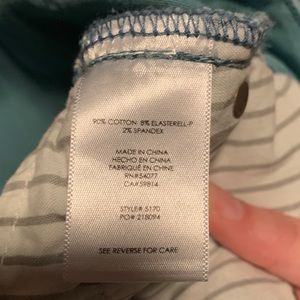 90% COTTON 8% ELASTERELL-P
2% SPANDEX
MADE IN CHINA
HECHO EN CHINA
FABRIQUÉ EN CHINE
RN#54077
CA#59814
STYLE# 5170
PO# 218094
SEE REVERSE FOR CARE